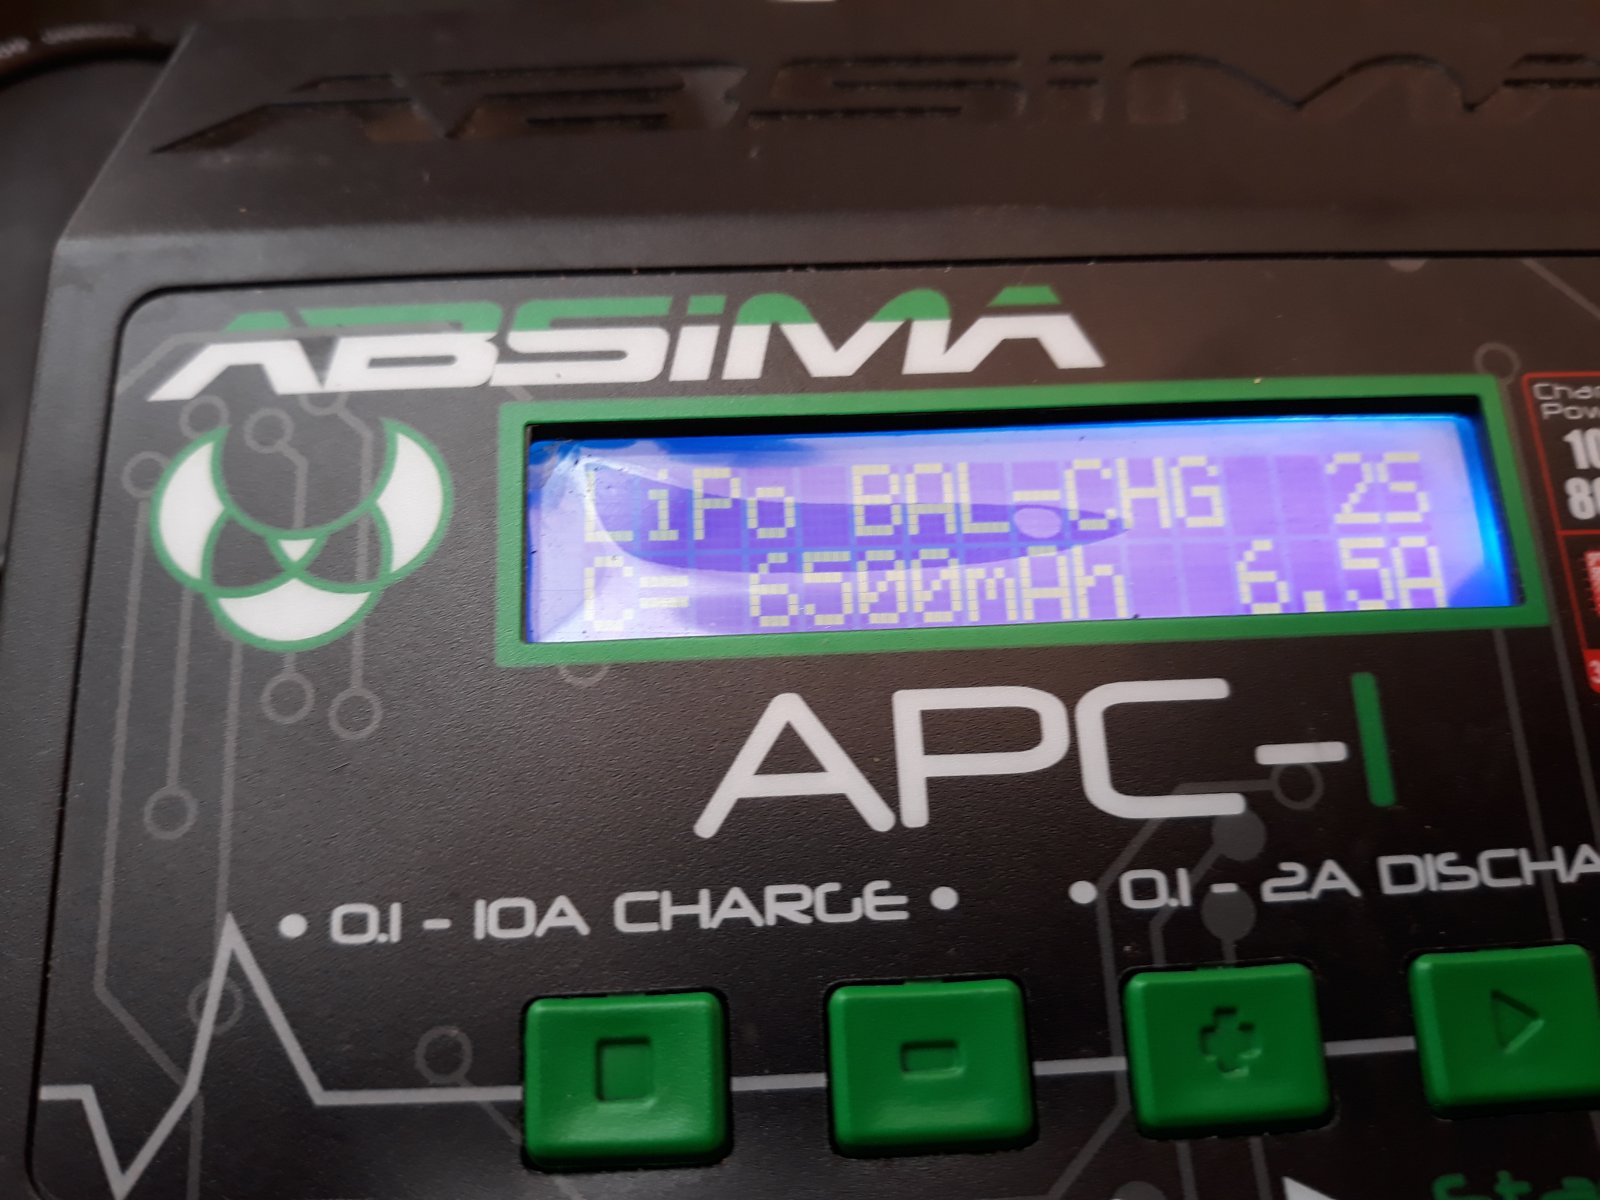 ABSiMA
ABSiMA
LiPo BAL-CHG 2S
C= 6500mAh 6.5A
APC-1
• 0.1 - 10A CHARGE •
• 0.1 - 2A DISCHA